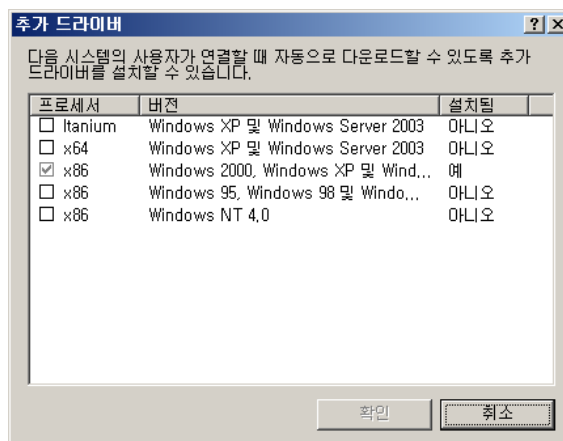 추가 드라이버
다음 시스템의 사용자가 연결할 때 자동으로 다운로드할 수 있도록 추가
드라이버를 설치할 수 있습니다.
프로세서 버전 설치됨
Itanium Windows XP 및 Windows Server 2003 아니오
x64 Windows XP 및 Windows Server 2003 아니오
x86 Windows 2000, Windows XP 및 Wind... 예
x86 Windows 95, Windows 98 및 Windo... 아니오
x86 Windows NT 4.0 아니오
확인 취소